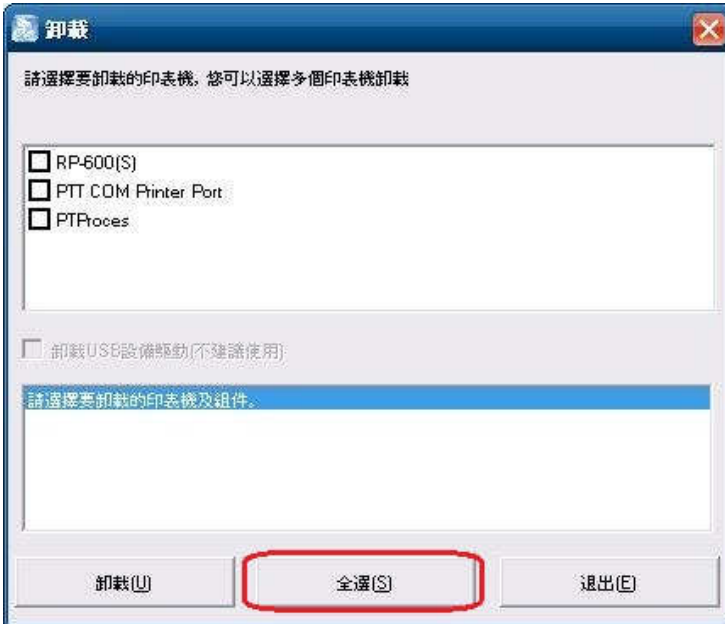 卸載
請選擇要卸載的印表機, 您可以選擇多個印表機卸載
RP-600(S)
PTT COM Printer Port
PTProces
卸載USB設備驅動(不建議使用)
請選擇要卸載的印表機及組件。
卸載(U)
全選(S)
退出(E)